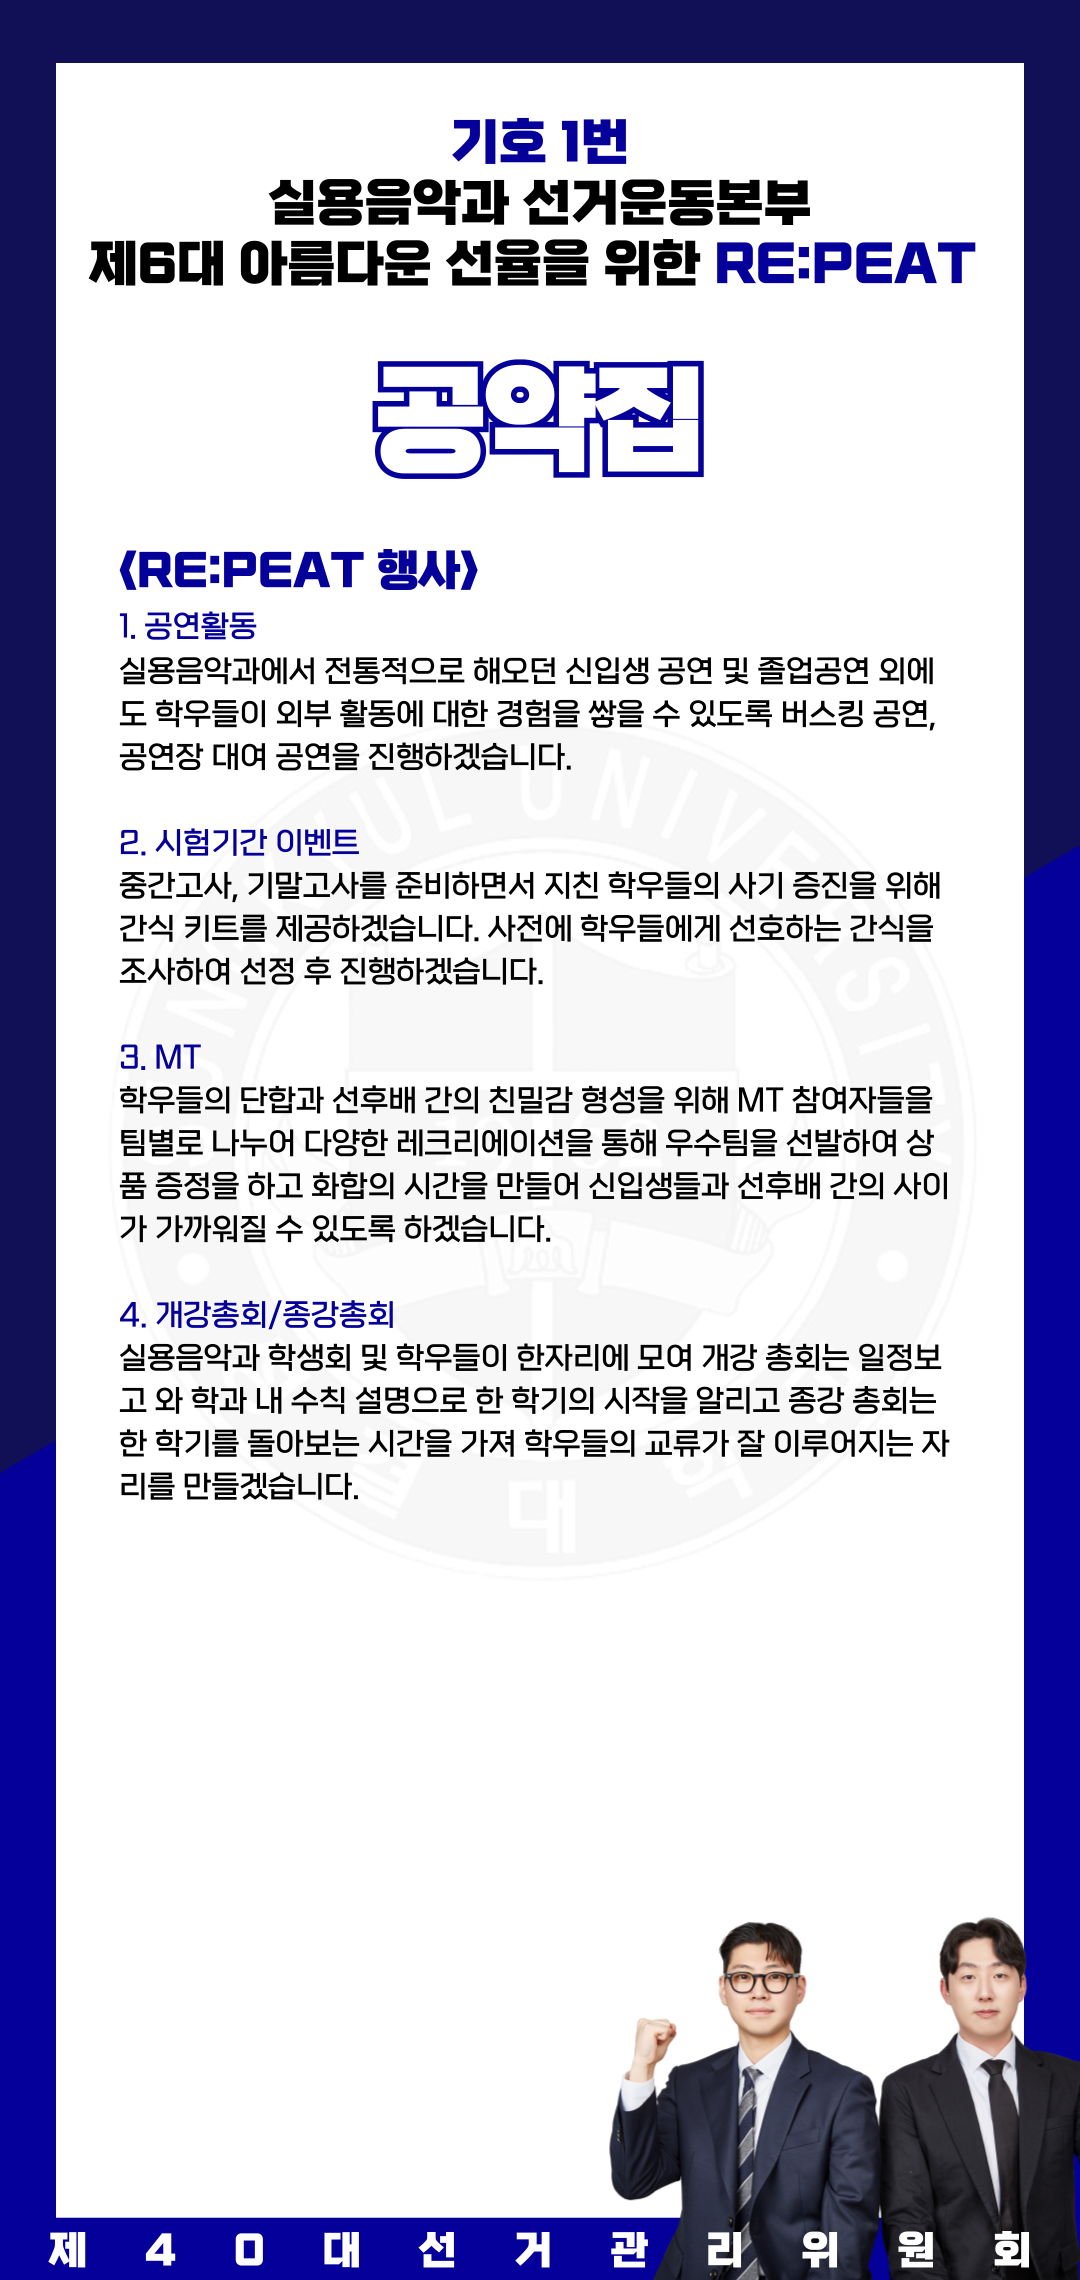 기호 1번
실용음악과 선거운동본부
제6대 아름다운 선율을 위한 RE:PEAT
공약집
〈RE:PEAT 행사〉
1. 공연활동
실용음악과에서 전통적으로 해오던 신입생 공연 및 졸업공연 외에
도 학우들이 외부 활동에 대한 경험을 쌓을 수 있도록 버스킹 공연,
공연장 대여 공연을 진행하겠습니다.
2. 시험기간 이벤트
중간고사, 기말고사를 준비하면서 지친 학우들의 사기 증진을 위해
간식 키트를 제공하겠습니다. 사전에 학우들에게 선호하는 간식을
조사하여 선정 후 진행하겠습니다.
3. MT
학우들의 단합과 선후배 간의 친밀감 형성을 위해 MT 참여자들을
팀별로 나누어 다양한 레크리에이션을 통해 우수팀을 선발하여 상
품 증정을 하고 화합의 시간을 만들어 신입생들과 선후배 간의 사이
가 가까워질 수 있도록 하겠습니다.
4. 개강총회/종강총회
실용음악과 학생회 및 학우들이 한자리에 모여 개강 총회는 일정보
고 와 학과 내 수칙 설명으로 한 학기의 시작을 알리고 종강 총회는
한 학기를 돌아보는 시간을 가져 학우들의 교류가 잘 이루어지는 자
리를 만들겠습니다.
제40대선거관리위원회